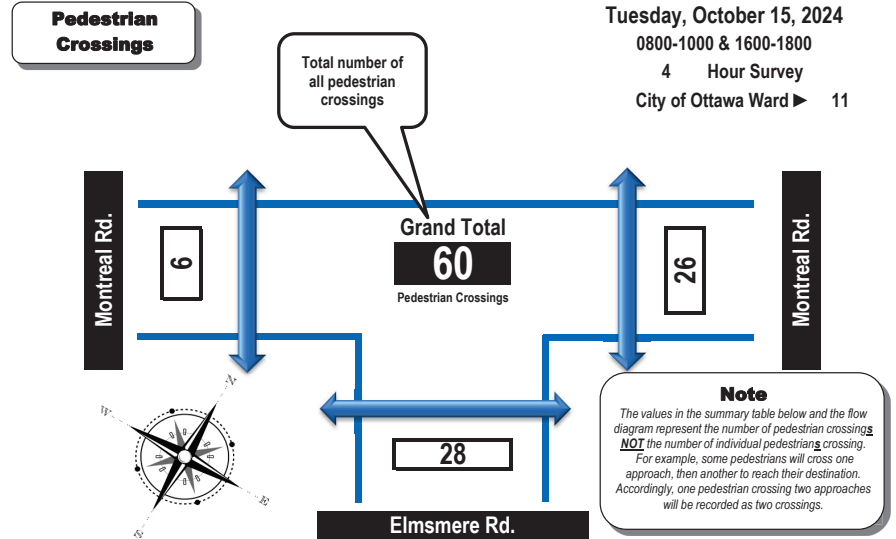 Pedestrian
Crossings
Tuesday, October 15, 2024
0800-1000 & 1600-1800
4 Hour Survey
City of Ottawa Ward ► 11
Total number of
all pedestrian
crossings
Montreal Rd.
6
Grand Total
60
Pedestrian Crossings
26
Montreal Rd.
28
Elmsmere Rd.
N
W
E
S
Note
The values in the summary table below and the flow
diagram represent the number of pedestrian crossings
NOT the number of individual pedestrians crossing.
For example, some pedestrians will cross one
approach, then another to reach their destination.
Accordingly, one pedestrian crossing two approaches
will be recorded as two crossings.